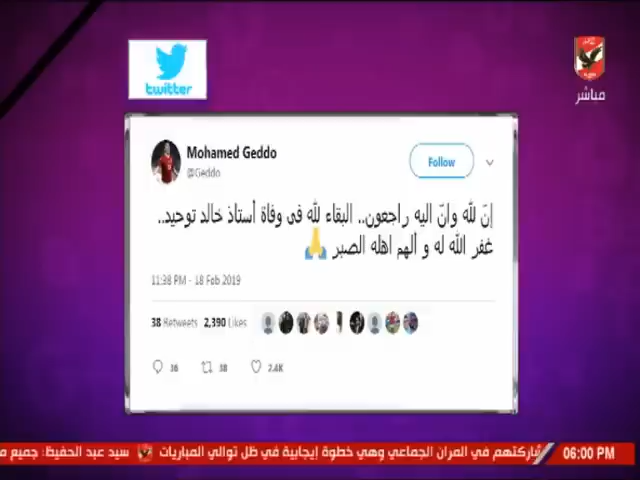 twitter
مباشر
Mohamed Geddo
@Geddo
Follow
إنّ لله وانّ اليه راجعون.. البقاء لله فى وفاة أستاذ خالد توحيد..
غفر الله له و ألهم اهله الصبر 🙏
11:38 PM - 18 Feb 2019
38 Retweets 2,390 Likes
36 38 2.4K
شاركتهم في المران الجماعي وهي خطوة إيجابية في ظل توالي المباريات سيد عبد الحفيظ: جميع
06:00 PM